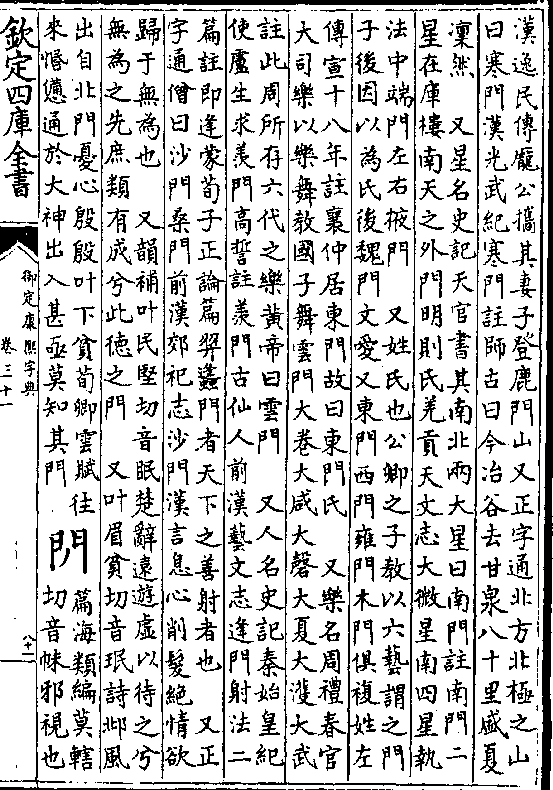 漢逸民傳龐公攜其妻子登鹿門山 又正字通北方北極之山
曰寒門漢光武紀寒門註師古曰今冶谷去甘泉八十里盛夏
凜然 又星名史記天官書其南北兩大星曰南門註南門二
星在庫樓南天之外門明則氐羌貢天文志大微星南四星執
法中端門左右掖門 又姓氏也公卿之子教以六藝謂之門
子後因以為氏後魏門文愛又東門西門雍門木門俱複姓左
傳宣十八年註襄仲居東門故曰東門氏 又樂名周禮春官
大司樂以樂舞教國子舞雲門大卷大咸大磬大夏大濩大武
註此周所存六代之樂黃帝曰雲門 又人名史記秦始皇紀
使盧生求羨門高誓註羨門古仙人前漢藝文志逢門射法二
篇註即逢蒙荀子正論篇羿蠭門者天下之善射者也 又正
字通僧曰沙門桑門前漢郊祀志沙門漢言息心削髮絕情欲
歸于無為也 又韻補叶民堅切音眠楚辭遠遊虛以待之兮
無為之先庶類有成兮此德之門 又叶眉貧切音珉詩邶風
出自北門憂心殷殷叶下貧荀卿雲賦往
來惛憊通於大神出入甚亟莫知其門
篇海類編莫轄
切音帓邪視也
欽定四庫全書
御定康熙字典
卷三十一